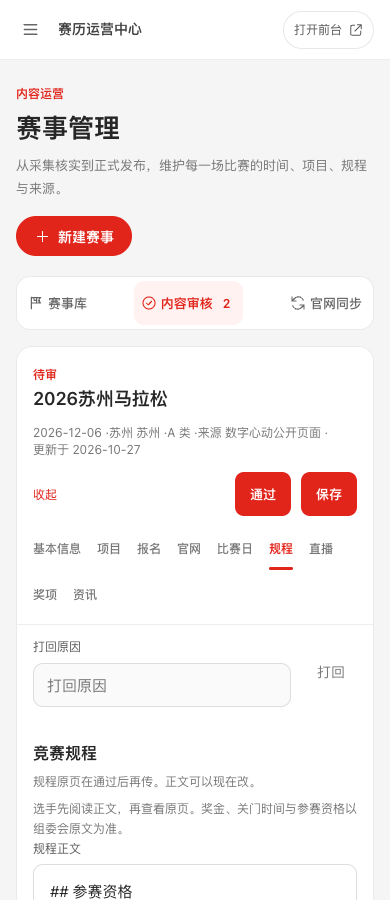 赛历运营中心
打开前台
内容运营
赛事管理
从采集核实到正式发布，维护每一场比赛的时间、项目、规程
与来源。
新建赛事
赛事库
内容审核 2
官网同步
待审
2026苏州马拉松
2026-12-06 ·苏州 苏州 ·A 类 ·来源 数字心动公开页面 ·
更新于 2026-10-27
收起
通过
保存
基本信息 项目 报名 官网 比赛日 规程 直播
奖项 资讯
打回原因
打回原因
打回
竞赛规程
规程原页在通过后再传。正文可以现在改。
选手先阅读正文，再查看原页。奖金、关门时间与参赛资格以
组委会原文为准。
规程正文
## 参赛资格